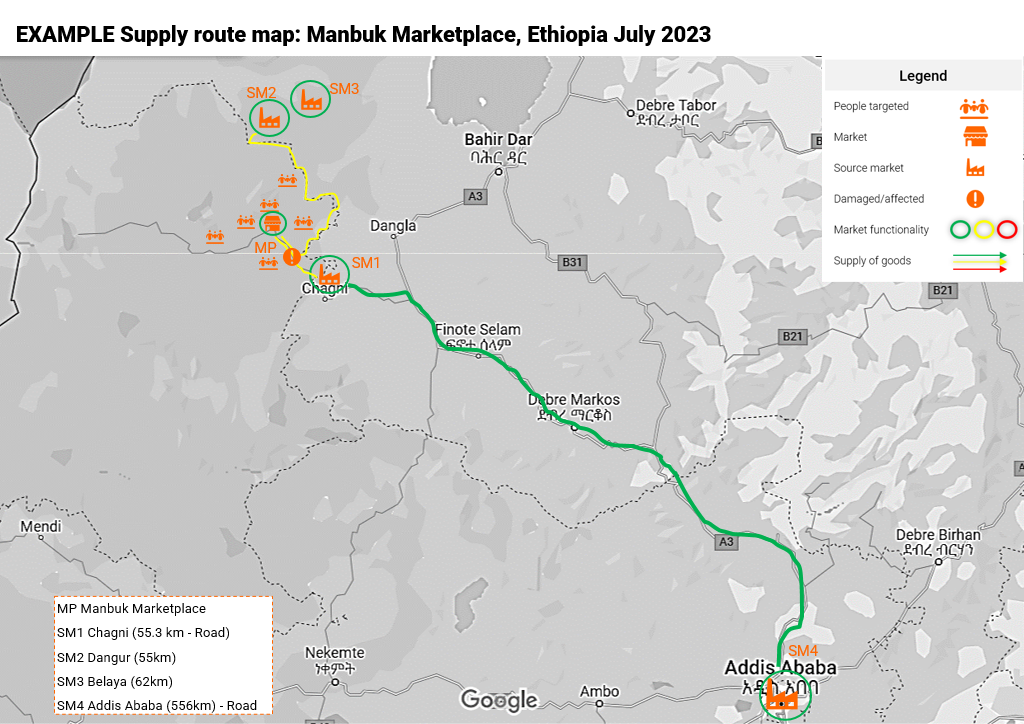 EXAMPLE Supply route map: Manbuk Marketplace, Ethiopia July 2023
Legend
People targeted
Market
Source market
Damaged/affected
Market functionality
Supply of goods
SM2
SM3
Debre Tabor
ደብረ ታቦር
Bahir Dar
ባሕር ዳር
A3
Dangla
MP
SM1
Chagni
B31
B21
B21
Finote Selam
ፍኖተ ሰላም
Debre Markos
ደብረ ማርቆስ
Mendi
A3
Debre Birhan
ደብረ ብርሃን
MP Manbuk Marketplace
SM1 Chagni (55.3 km - Road)
SM2 Dangur (55km)
SM3 Belaya (62km)
SM4 Addis Ababa (556km) - Road
Nekemte
ነቀምት
SM4
Addis Ababa
አዲስ አበባ
Ambo
Google